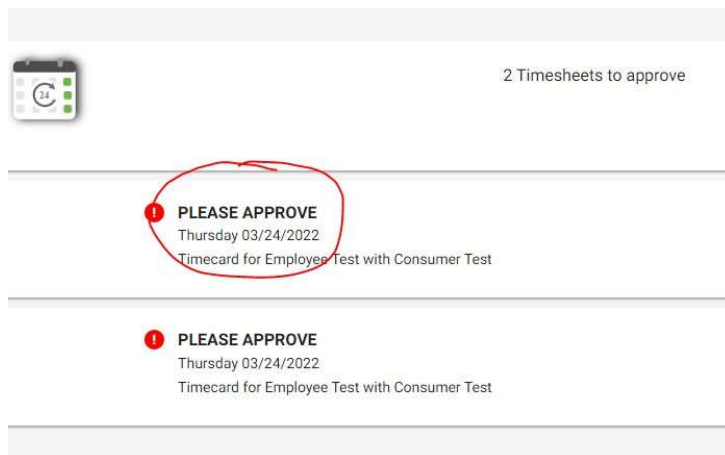 24
2 Timesheets to approve
PLEASE APPROVE
Thursday 03/24/2022
Timecard for Employee Test with Consumer Test
PLEASE APPROVE
Thursday 03/24/2022
Timecard for Employee Test with Consumer Test